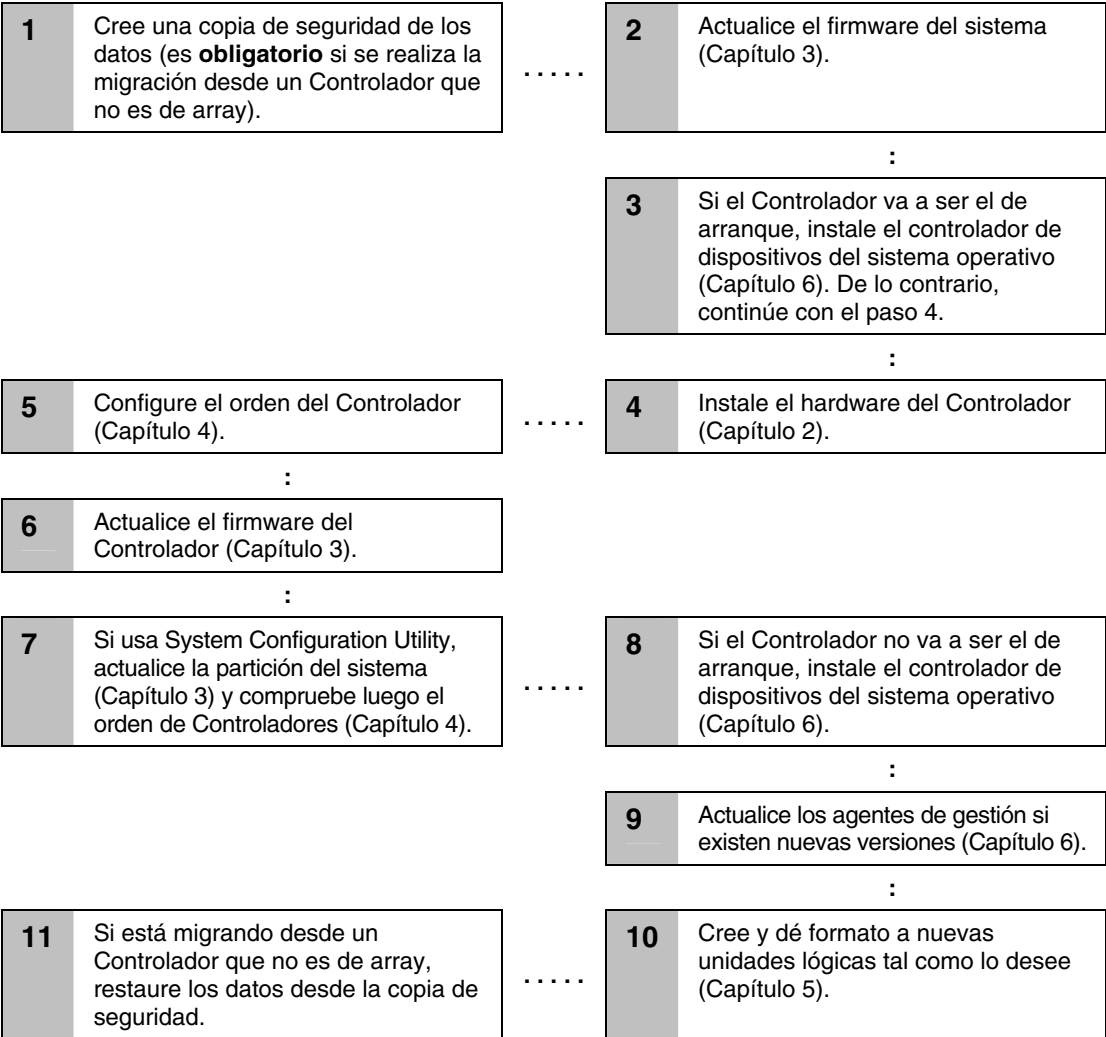 1
Cree una copia de seguridad de los
datos (es obligatorio si se realiza la
migración desde un Controlador que
no es de array).
.....
2
Actualice el firmware del sistema
(Capítulo 3).
:
3
Si el Controlador va a ser el de
arranque, instale el controlador de
dispositivos del sistema operativo
(Capítulo 6). De lo contrario,
continúe con el paso 4.
:
4
Instale el hardware del Controlador
(Capítulo 2).
.....
5
Configure el orden del Controlador
(Capítulo 4).
:
6
Actualice el firmware del
Controlador (Capítulo 3).
:
7
Si usa System Configuration Utility,
actualice la partición del sistema
(Capítulo 3) y compruebe luego el
orden de Controladores (Capítulo 4).
.....
8
Si el Controlador no va a ser el de
arranque, instale el controlador de
dispositivos del sistema operativo
(Capítulo 6).
:
9
Actualice los agentes de gestión si
existen nuevas versiones (Capítulo 6).
:
10
Cree y dé formato a nuevas
unidades lógicas tal como lo desee
(Capítulo 5).
.....
11
Si está migrando desde un
Controlador que no es de array,
restaure los datos desde la copia de
seguridad.